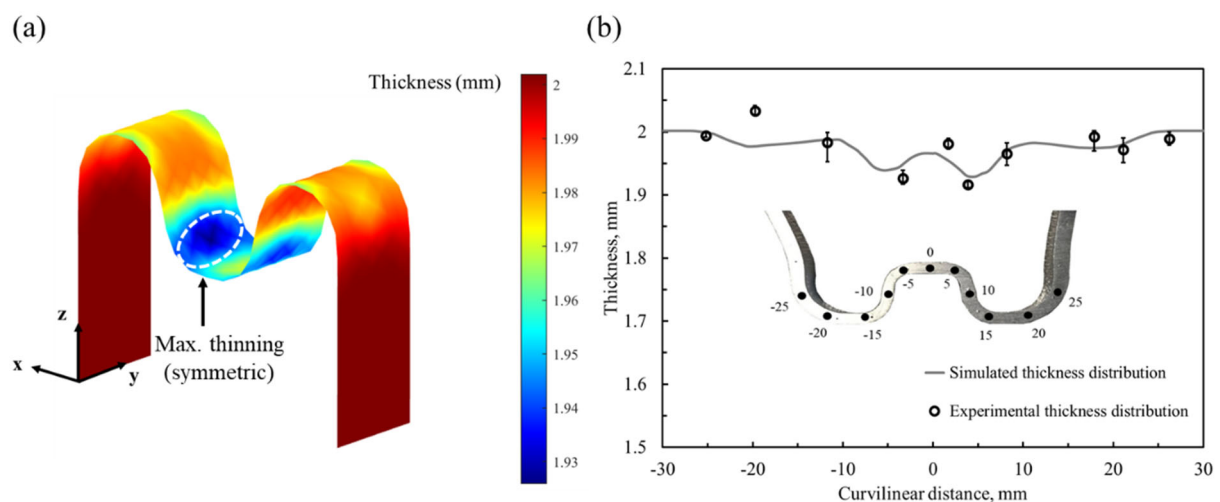 (a)
Thickness (mm)
2
1.99
1.98
1.97
1.96
1.95
1.94
1.93
z
x
y
Max. thinning
(symmetric)
(b)
Thickness, mm
2.1
2
1.9
1.8
1.7
1.6
1.5
0
-5 5
-10 10
-25 25
-20 -15 15 20
Simulated thickness distribution
Experimental thickness distribution
-30 -20 -10 0 10 20 30
Curvilinear distance, mm